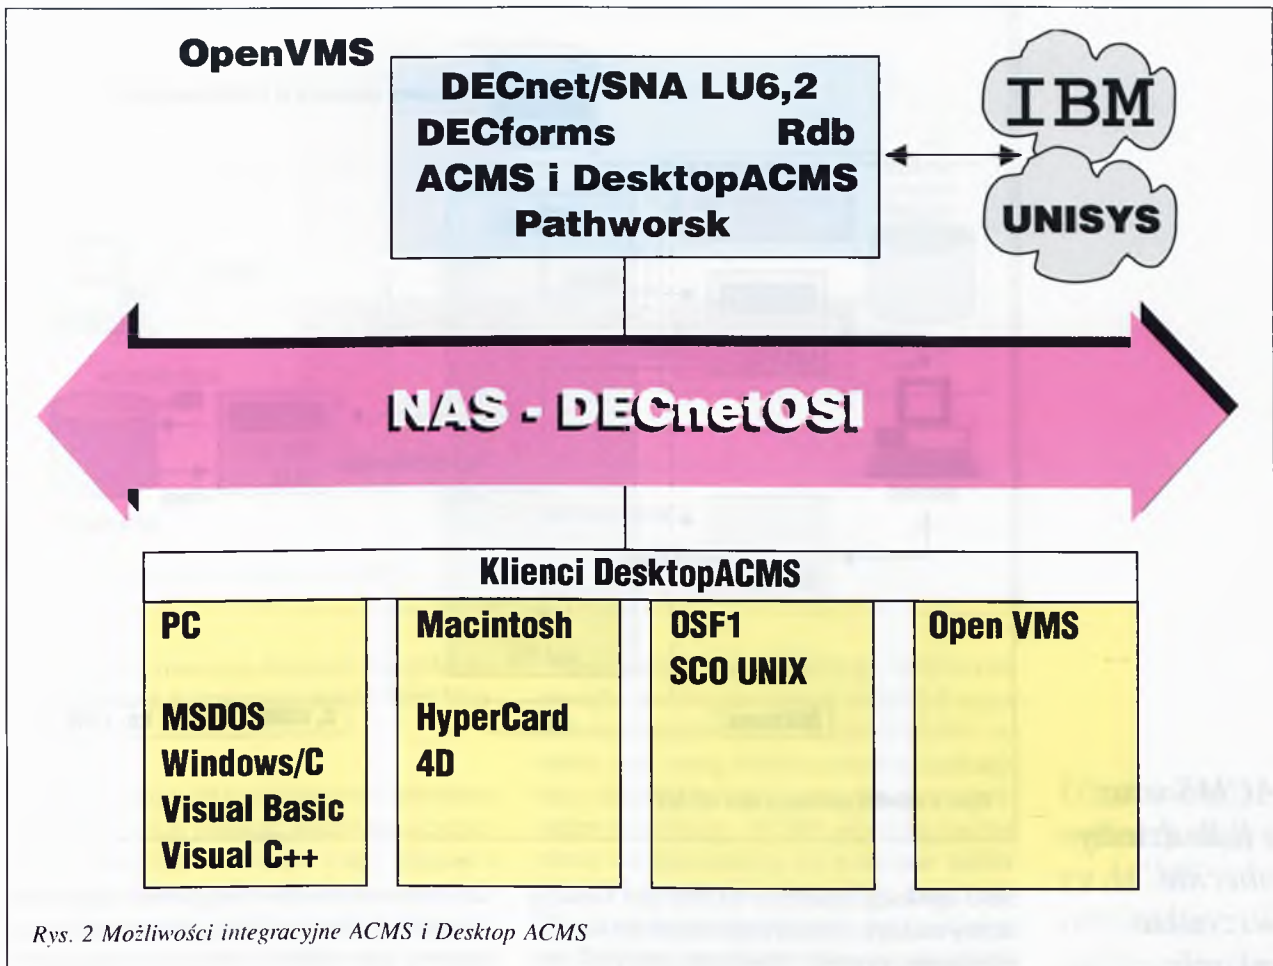 OpenVMS
DECnet/SNA LU6,2
DECforms Rdb
ACMS i DesktopACMS
Pathworsk
IBM
UNISYS
NAS - DECnetOSI
Klienci DesktopACMS
PC
MSDOS
Windows/C
Visual Basic
Visual C++
Macintosh
HyperCard
4D
OSF1
SCO UNIX
Open VMS
Rys. 2 Możliwości integracyjne ACMS i Desktop ACMS